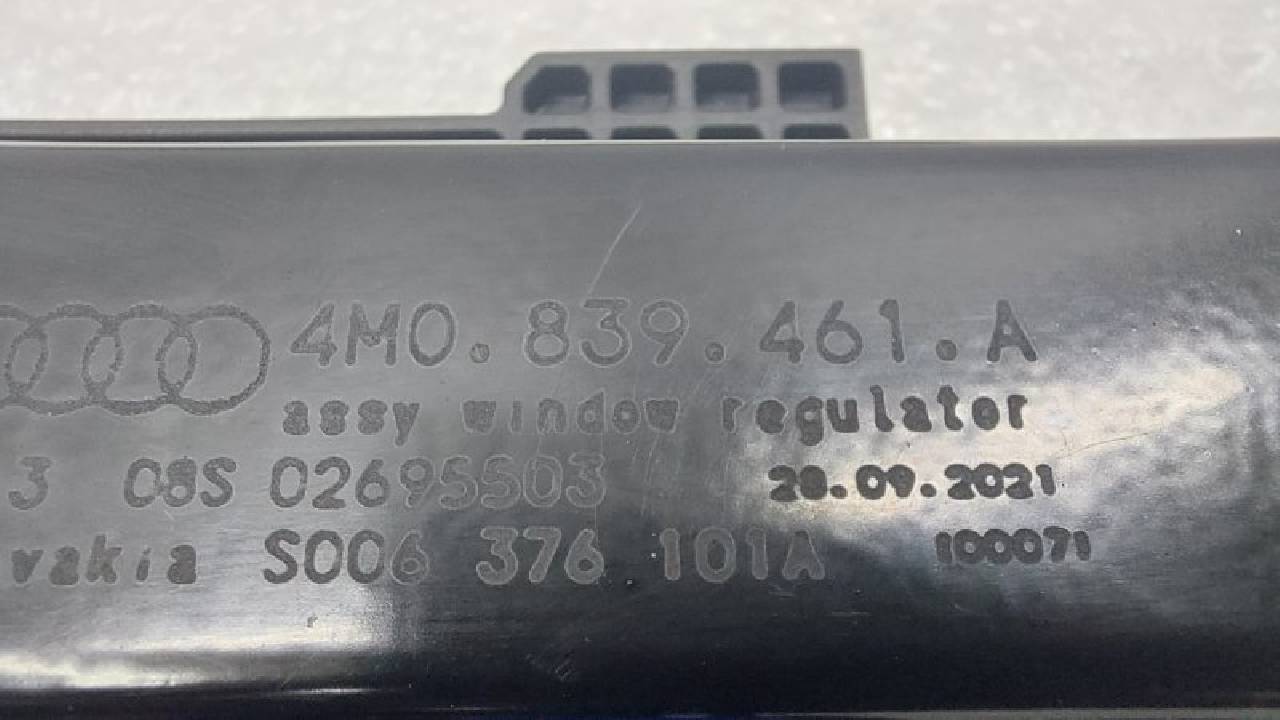 4M0.839.461.A
assy window regulator
3 08S 02695503 28.09.2021
vakia S006 376 101A 100071